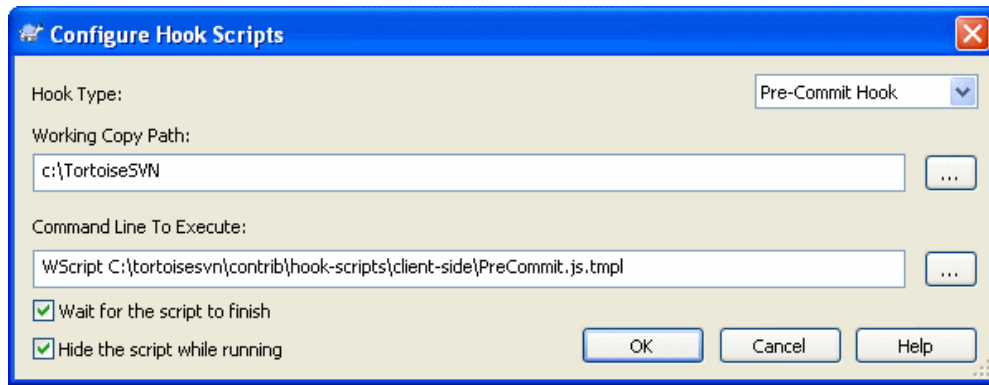 Configure Hook Scripts
Hook Type:
Pre-Commit Hook
Working Copy Path:
c:\TortoiseSVN
...
Command Line To Execute:
WScript C:\tortoisesvn\contrib\hook-scripts\client-side\PreCommit.js.tmpl
...
Wait for the script to finish
Hide the script while running
OK Cancel Help